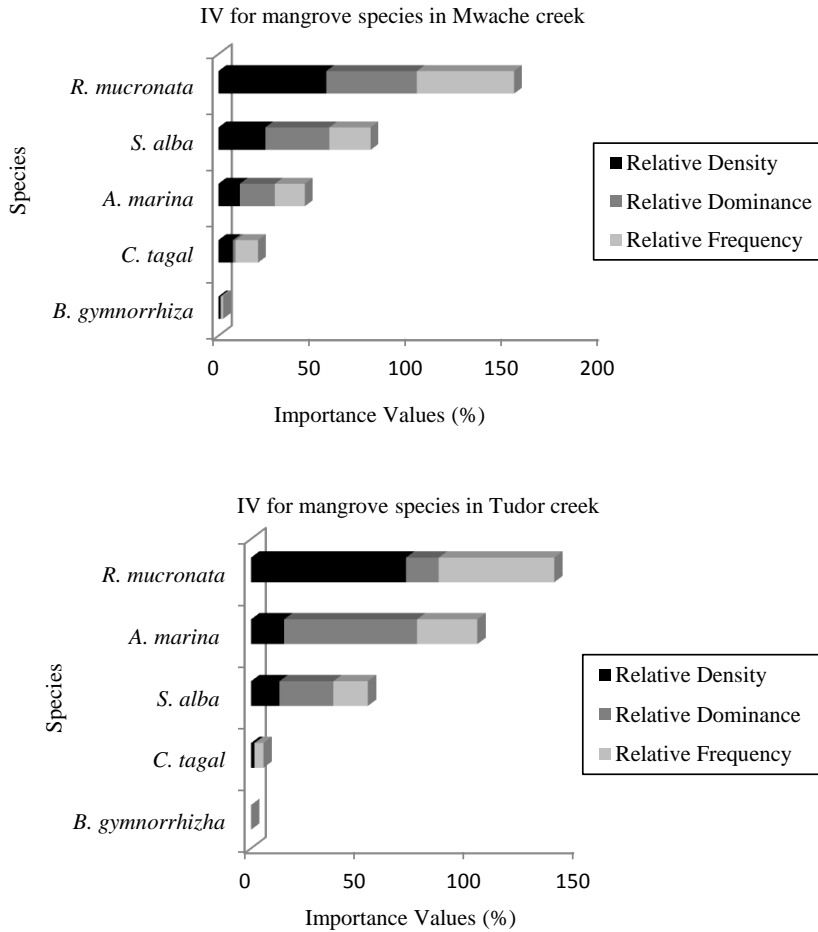 IV for mangrove species in Mwache creek
R. mucronata
S. alba
A. marina
C. tagal
B. gymnorrhiza
Species
0 50 100 150 200
Importance Values (%)
Relative Density
Relative Dominance
Relative Frequency
IV for mangrove species in Tudor creek
R. mucronata
A. marina
S. alba
C. tagal
B. gymnorrhizha
Species
0 50 100 150
Importance Values (%)
Relative Density
Relative Dominance
Relative Frequency